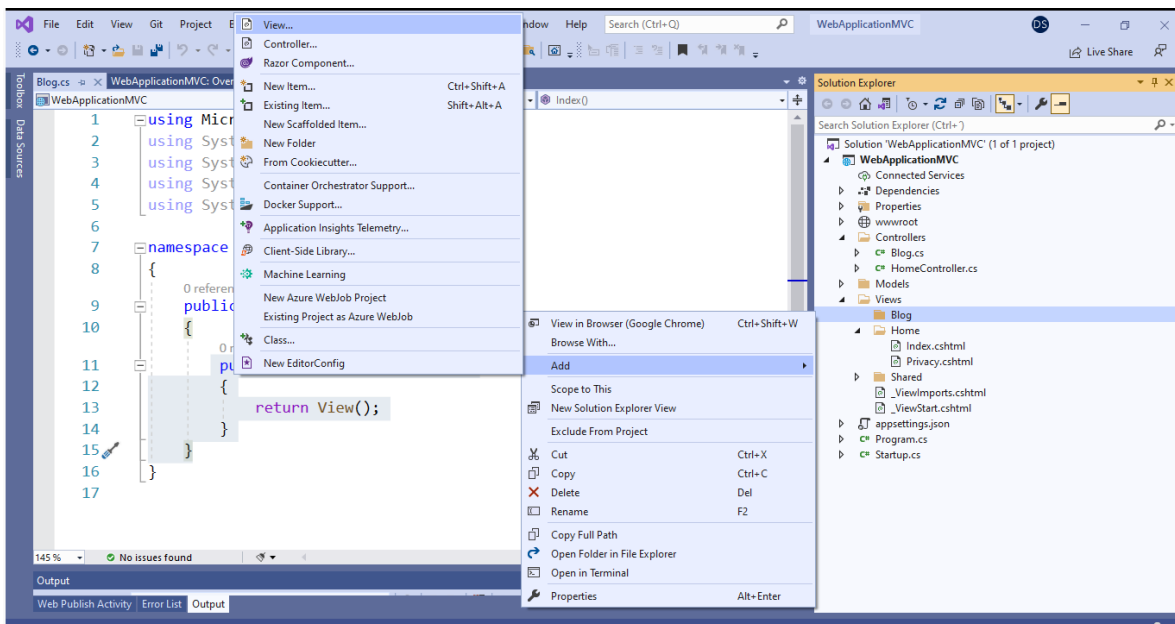 File Edit View Git Project
Help
Search (Ctrl+Q)
WebApplicationMVC
DS
Live Share
Toolbox
Data Sources
Blog.cs
WebApplicationMVC: Over
WebApplicationMVC
Index()
1 using Micr
2 using Syst
3 using Syst
4 using Syst
5 using Syst
6
7 namespace
8 {
0 referen
9 public
10 {
11
12 {
13 return View();
14 }
15 }
16 }
17
145 %
No issues found
Output
Web Publish Activity Error List Output
View...
Controller...
Razor Component...
New Item... Ctrl+Shift+A
Existing Item... Shift+Alt+A
New Scaffolded Item...
New Folder
From Cookiecutter...
Container Orchestrator Support...
Docker Support...
Application Insights Telemetry...
Client-Side Library...
Machine Learning
New Azure WebJob Project
Existing Project as Azure WebJob
Class...
New EditorConfig
View in Browser (Google Chrome) Ctrl+Shift+W
Browse With...
Add
Scope to This
New Solution Explorer View
Exclude From Project
Cut Ctrl+X
Copy Ctrl+C
Delete Del
Rename F2
Copy Full Path
Open Folder in File Explorer
Open in Terminal
Properties Alt+Enter
Solution Explorer
Search Solution Explorer (Ctrl+´)
Solution 'WebApplicationMVC' (1 of 1 project)
WebApplicationMVC
Connected Services
Dependencies
Properties
wwwroot
Controllers
C# Blog.cs
C# HomeController.cs
Models
Views
Blog
Home
Index.cshtml
Privacy.cshtml
Shared
_ViewImports.cshtml
_ViewStart.cshtml
appsettings.json
C# Program.cs
C# Startup.cs